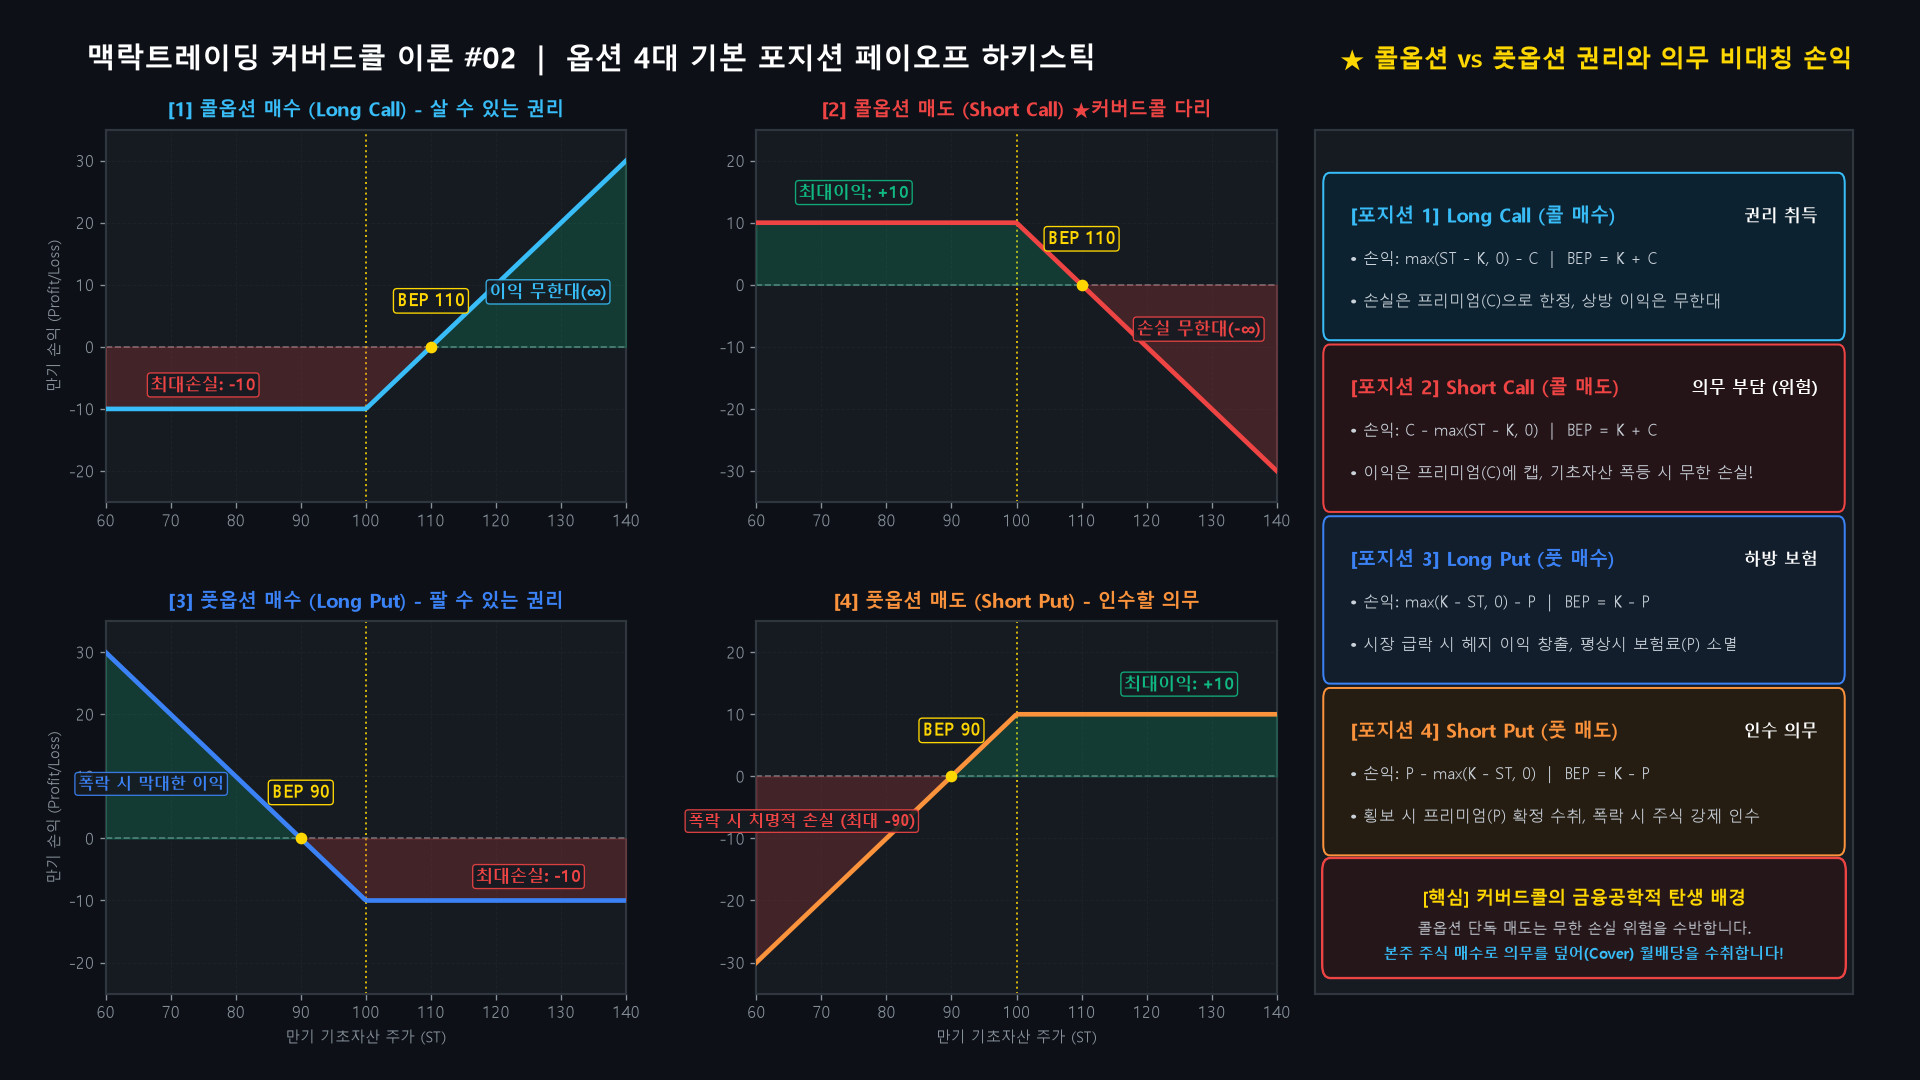 맥락트레이딩 커버드콜 이론 #02 | 옵션 4대 기본 포지션 페이오프 하키스틱
★ 콜옵션 vs 풋옵션 권리와 의무 비대칭 손익
[1] 콜옵션 매수 (Long Call) - 살 수 있는 권리
만기 손익 (Profit/Loss)
30
20
10
0
-10
-20
60 70 80 90 100 110 120 130 140
BEP 110
이익 무한대(∞)
최대손실: -10
[2] 콜옵션 매도 (Short Call) ★커버드콜 다리
20
10
0
-10
-20
-30
60 70 80 90 100 110 120 130 140
최대이익: +10
BEP 110
손실 무한대(-∞)
[3] 풋옵션 매수 (Long Put) - 팔 수 있는 권리
만기 손익 (Profit/Loss)
30
20
0
-10
-20
60 70 80 90 100 110 120 130 140
만기 기초자산 주가 (ST)
폭락 시 막대한 이익
BEP 90
최대손실: -10
[4] 풋옵션 매도 (Short Put) - 인수할 의무
20
10
0
-10
-20
-30
60 70 80 90 100 110 120 130 140
만기 기초자산 주가 (ST)
최대이익: +10
BEP 90
폭락 시 치명적 손실 (최대 -90)
[포지션 1] Long Call (콜 매수) 권리 취득
• 손익: max(ST - K, 0) - C | BEP = K + C
• 손실은 프리미엄(C)으로 한정, 상방 이익은 무한대
[포지션 2] Short Call (콜 매도) 의무 부담 (위험)
• 손익: C - max(ST - K, 0) | BEP = K + C
• 이익은 프리미엄(C)에 캡, 기초자산 폭등 시 무한 손실!
[포지션 3] Long Put (풋 매수) 하방 보험
• 손익: max(K - ST, 0) - P | BEP = K - P
• 시장 급락 시 헤지 이익 창출, 평상시 보험료(P) 소멸
[포지션 4] Short Put (풋 매도) 인수 의무
• 손익: P - max(K - ST, 0) | BEP = K - P
• 횡보 시 프리미엄(P) 확정 수취, 폭락 시 주식 강제 인수
[핵심] 커버드콜의 금융공학적 탄생 배경
콜옵션 단독 매도는 무한 손실 위험을 수반합니다.
본주 주식 매수로 의무를 덮어(Cover) 월배당을 수취합니다!